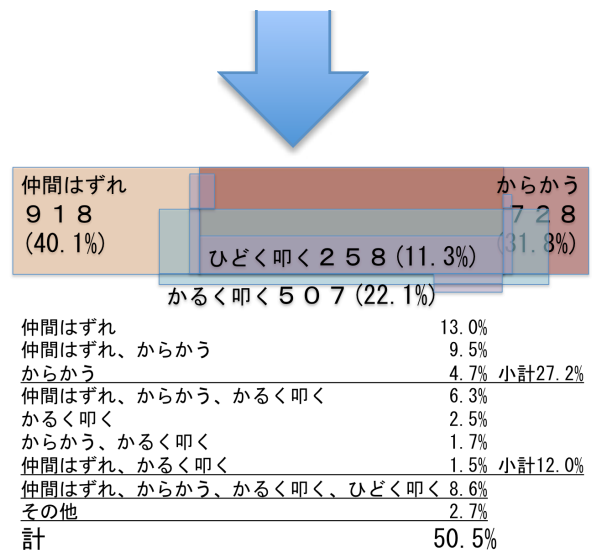 仲間はずれ
９１８
(40.1%)
からかう
７２８
(31.8%)
ひどく叩く２５８(11.3%)
かるく叩く５０７(22.1%)
仲間はずれ 13.0%
仲間はずれ、からかう 9.5%
からかう 4.7% 小計27.2%
仲間はずれ、からかう、かるく叩く 6.3%
かるく叩く 2.5%
からかう、かるく叩く 1.7%
仲間はずれ、かるく叩く 1.5% 小計12.0%
仲間はずれ、からかう、かるく叩く、ひどく叩く 8.6%
その他 2.7%
計 50.5%